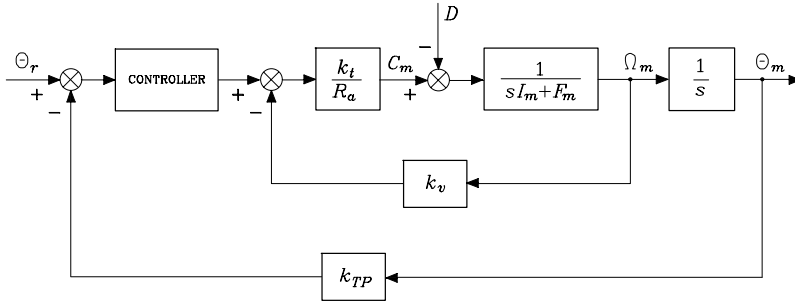 D
−
Θr
CONTROLLER
kt
Ra
Cm
1
sIm+Fm
Ωm
1
s
Θm
+
−
+
−
+
kv
kTP